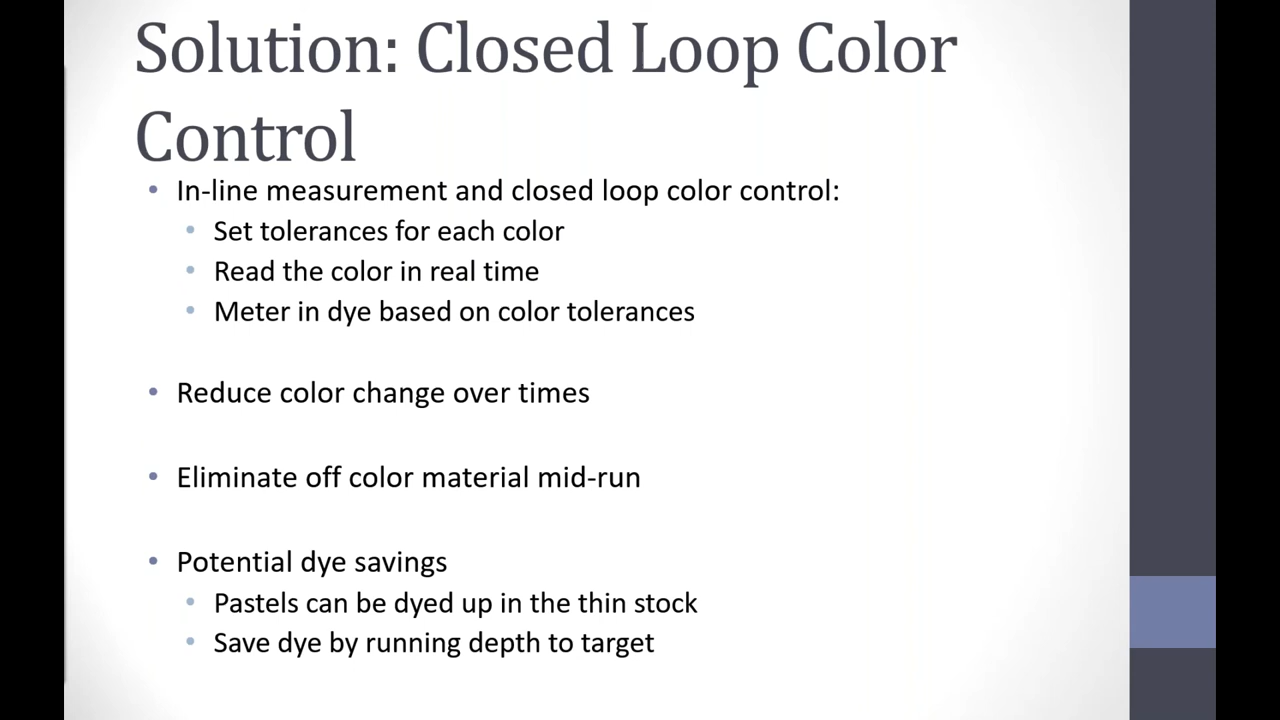 Solution: Closed Loop Color
Control
• In-line measurement and closed loop color control:
• Set tolerances for each color
• Read the color in real time
• Meter in dye based on color tolerances
• Reduce color change over times
• Eliminate off color material mid-run
• Potential dye savings
• Pastels can be dyed up in the thin stock
• Save dye by running depth to target